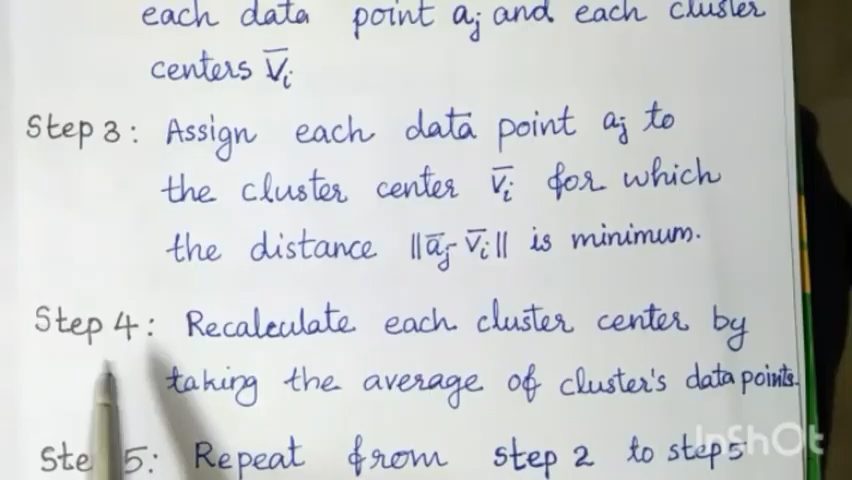 each data point aj and each cluster
centers V̅i
Step 3: Assign each data point aj to
the cluster center v̅i for which
the distance ||a̅j - v̅i|| is minimum.
Step 4: Recalculate each cluster center by
taking the average of cluster's data points.
Ste 5: Repeat from step 2 to step 5
InShOt